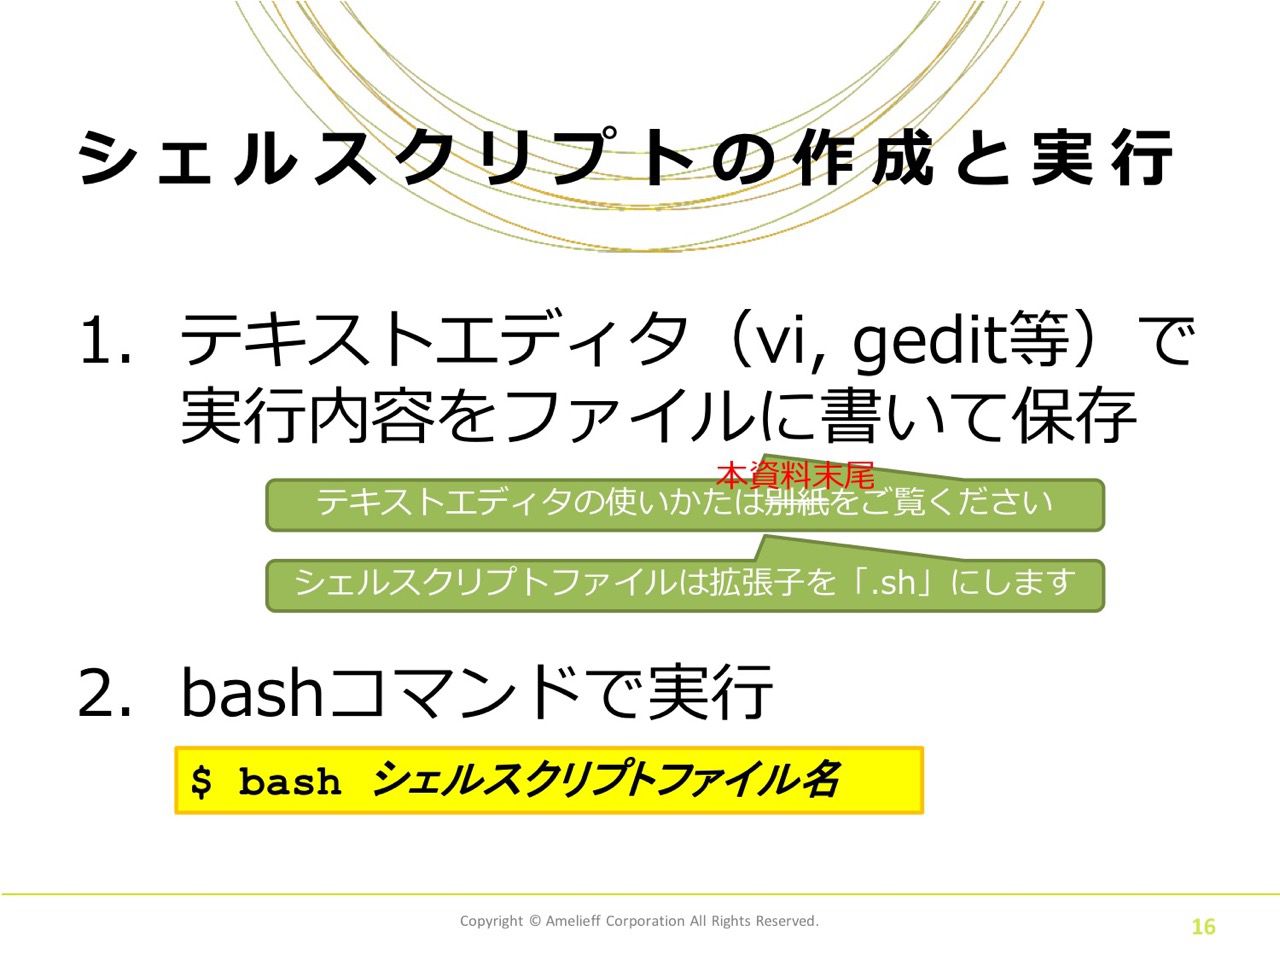 シェルスクリプトの作成と実行
1. テキストエディタ（vi, gedit等）で
実行内容をファイルに書いて保存
本資料末尾
テキストエディタの使いかたは別紙をご覧ください
シェルスクリプトファイルは拡張子を「.sh」にします
2. bashコマンドで実行
$ bash シェルスクリプトファイル名
Copyright © Amelieff Corporation All Rights Reserved.
16